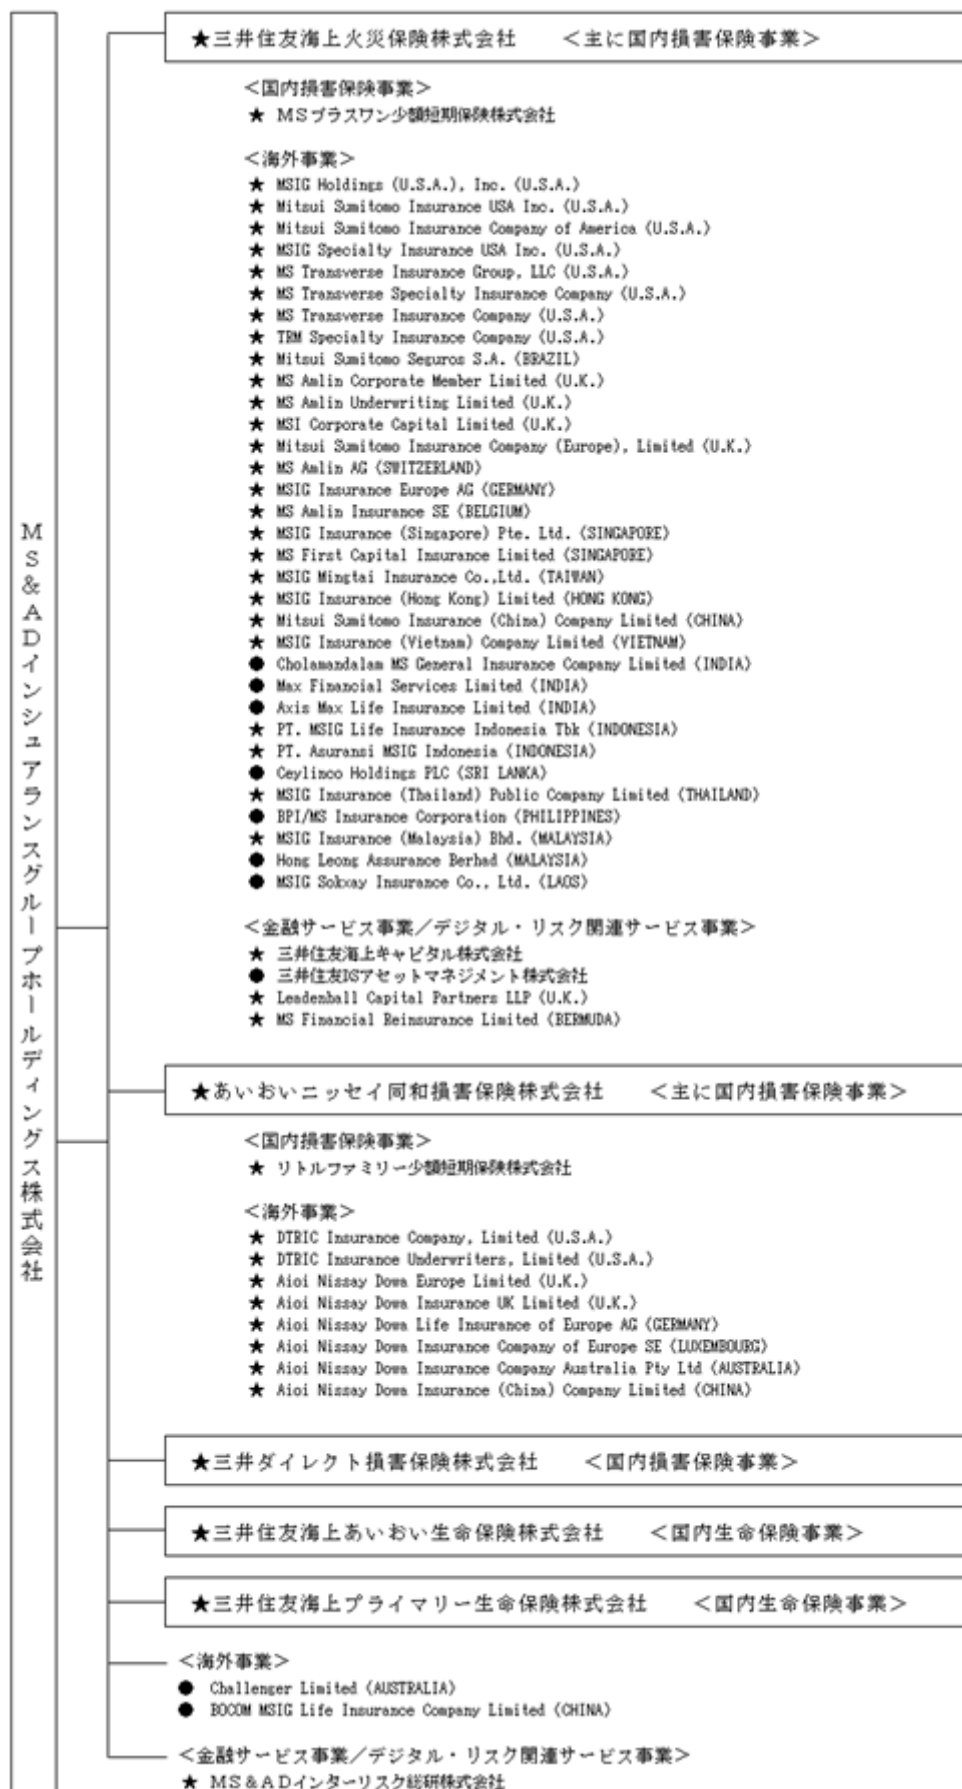 MS&ADインシュアランスグループホールディングス株式会社
★三井住友海上火災保険株式会社 <主に国内損害保険事業>
<国内損害保険事業>
★ MSプラスワン少額短期保険株式会社
<海外事業>
★ MSIG Holdings (U.S.A.), Inc. (U.S.A.)
★ Mitsui Sumitomo Insurance USA Inc. (U.S.A.)
★ Mitsui Sumitomo Insurance Company of America (U.S.A.)
★ MSIG Specialty Insurance USA Inc. (U.S.A.)
★ MS Transverse Insurance Group, LLC (U.S.A.)
★ MS Transverse Specialty Insurance Company (U.S.A.)
★ MS Transverse Insurance Company (U.S.A.)
★ TRM Specialty Insurance Company (U.S.A.)
★ Mitsui Sumitomo Seguros S.A. (BRAZIL)
★ MS Amlin Corporate Member Limited (U.K.)
★ MS Amlin Underwriting Limited (U.K.)
★ MSI Corporate Capital Limited (U.K.)
★ Mitsui Sumitomo Insurance Company (Europe), Limited (U.K.)
★ MS Amlin AG (SWITZERLAND)
★ MSIG Insurance Europe AG (GERMANY)
★ MS Amlin Insurance SE (BELGIUM)
★ MSIG Insurance (Singapore) Pte. Ltd. (SINGAPORE)
★ MS First Capital Insurance Limited (SINGAPORE)
★ MSIG Mingtai Insurance Co.,Ltd. (TAIWAN)
★ MSIG Insurance (Hong Kong) Limited (HONG KONG)
★ Mitsui Sumitomo Insurance (China) Company Limited (CHINA)
★ MSIG Insurance (Vietnam) Company Limited (VIETNAM)
● Cholamandalam MS General Insurance Company Limited (INDIA)
● Max Financial Services Limited (INDIA)
● Axis Max Life Insurance Limited (INDIA)
★ PT. MSIG Life Insurance Indonesia Tbk (INDONESIA)
★ PT. Asuransi MSIG Indonesia (INDONESIA)
● Ceylinco Holdings PLC (SRI LANKA)
★ MSIG Insurance (Thailand) Public Company Limited (THAILAND)
● BPI/MS Insurance Corporation (PHILIPPINES)
★ MSIG Insurance (Malaysia) Bhd. (MALAYSIA)
● Hong Leong Assurance Berhad (MALAYSIA)
● MSIG Sokxay Insurance Co., Ltd. (LAOS)
<金融サービス事業/デジタル・リスク関連サービス事業>
★ 三井住友海上キャピタル株式会社
● 三井住友DSアセットマネジメント株式会社
★ Leadenhall Capital Partners LLP (U.K.)
★ MS Financial Reinsurance Limited (BERMUDA)
★あいおいニッセイ同和損害保険株式会社 <主に国内損害保険事業>
<国内損害保険事業>
★ リトルファミリー少額短期保険株式会社
<海外事業>
★ DTRIC Insurance Company, Limited (U.S.A.)
★ DTRIC Insurance Underwriters, Limited (U.S.A.)
★ Aioi Nissay Dowa Europe Limited (U.K.)
★ Aioi Nissay Dowa Insurance UK Limited (U.K.)
★ Aioi Nissay Dowa Life Insurance of Europe AG (GERMANY)
★ Aioi Nissay Dowa Insurance Company of Europe SE (LUXEMBOURG)
★ Aioi Nissay Dowa Insurance Company Australia Pty Ltd (AUSTRALIA)
★ Aioi Nissay Dowa Insurance (China) Company Limited (CHINA)
★三井ダイレクト損害保険株式会社 <国内損害保険事業>
★三井住友海上あいおい生命保険株式会社 <国内生命保険事業>
★三井住友海上プライマリー生命保険株式会社 <国内生命保険事業>
<海外事業>
● Challenger Limited (AUSTRALIA)
● BOCOM MSIG Life Insurance Company Limited (CHINA)
<金融サービス事業/デジタル・リスク関連サービス事業>
★ MS&ADインターリスク総研株式会社